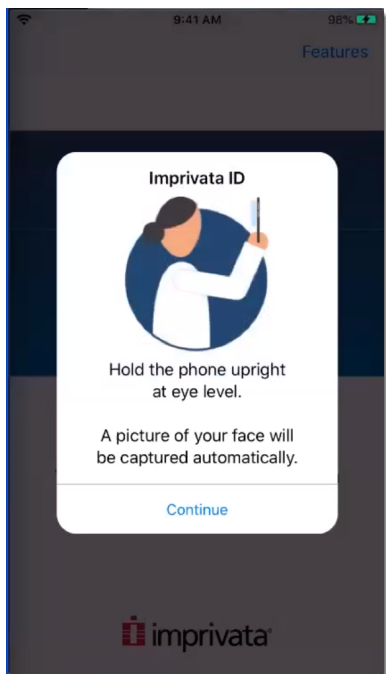 9:41 AM
98%
Features
Imprivata ID
Hold the phone upright
at eye level.
A picture of your face will
be captured automatically.
Continue
imprivata®